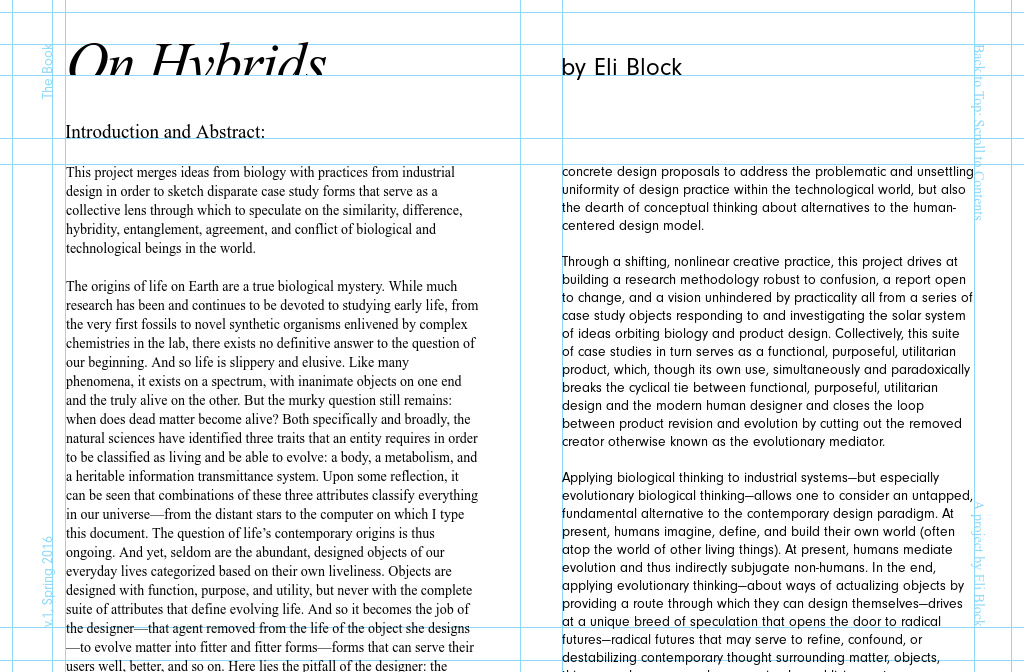 On Hybrids
by Eli Block
The Book
Back to Top: Scroll to Contents
Introduction and Abstract:
This project merges ideas from biology with practices from industrial
design in order to sketch disparate case study forms that serve as a
collective lens through which to speculate on the similarity, difference,
hybridity, entanglement, agreement, and conflict of biological and
technological beings in the world.
The origins of life on Earth are a true biological mystery. While much
research has been and continues to be devoted to studying early life, from
the very first fossils to novel synthetic organisms enlivened by complex
chemistries in the lab, there exists no definitive answer to the question of
our beginning. And so life is slippery and elusive. Like many
phenomena, it exists on a spectrum, with inanimate objects on one end
and the truly alive on the other. But the murky question still remains:
when does dead matter become alive? Both specifically and broadly, the
natural sciences have identified three traits that an entity requires in order
to be classified as living and be able to evolve: a body, a metabolism, and
a heritable information transmittance system. Upon some reflection, it
can be seen that combinations of these three attributes classify everything
in our universe—from the distant stars to the computer on which I type
this document. The question of life’s contemporary origins is thus
ongoing. And yet, seldom are the abundant, designed objects of our
everyday lives categorized based on their own liveliness. Objects are
designed with function, purpose, and utility, but never with the complete
suite of attributes that define evolving life. And so it becomes the job of
the designer—that agent removed from the life of the object she designs
—to evolve matter into fitter and fitter forms—forms that can serve their
users well, better, and so on. Here lies the pitfall of the designer: the
concrete design proposals to address the problematic and unsettling
uniformity of design practice within the technological world, but also
the dearth of conceptual thinking about alternatives to the human-
centered design model.
Through a shifting, nonlinear creative practice, this project drives at
building a research methodology robust to confusion, a report open
to change, and a vision unhindered by practicality all from a series of
case study objects responding to and investigating the solar system
of ideas orbiting biology and product design. Collectively, this suite
of case studies in turn serves as a functional, purposeful, utilitarian
product, which, though its own use, simultaneously and paradoxically
breaks the cyclical tie between functional, purposeful, utilitarian
design and the modern human designer and closes the loop
between product revision and evolution by cutting out the removed
creator otherwise known as the evolutionary mediator.
Applying biological thinking to industrial systems—but especially
evolutionary biological thinking—allows one to consider an untapped,
fundamental alternative to the contemporary design paradigm. At
present, humans imagine, define, and build their own world (often
atop the world of other living things). At present, humans mediate
evolution and thus indirectly subjugate non-humans. In the end,
applying evolutionary thinking—about ways of actualizing objects by
providing a route through which they can design themselves—drives
at a unique breed of speculation that opens the door to radical
futures—radical futures that may serve to refine, confound, or
destabilizing contemporary thought surrounding matter, objects,
v.1 Spring 2016
A project by Eli Block